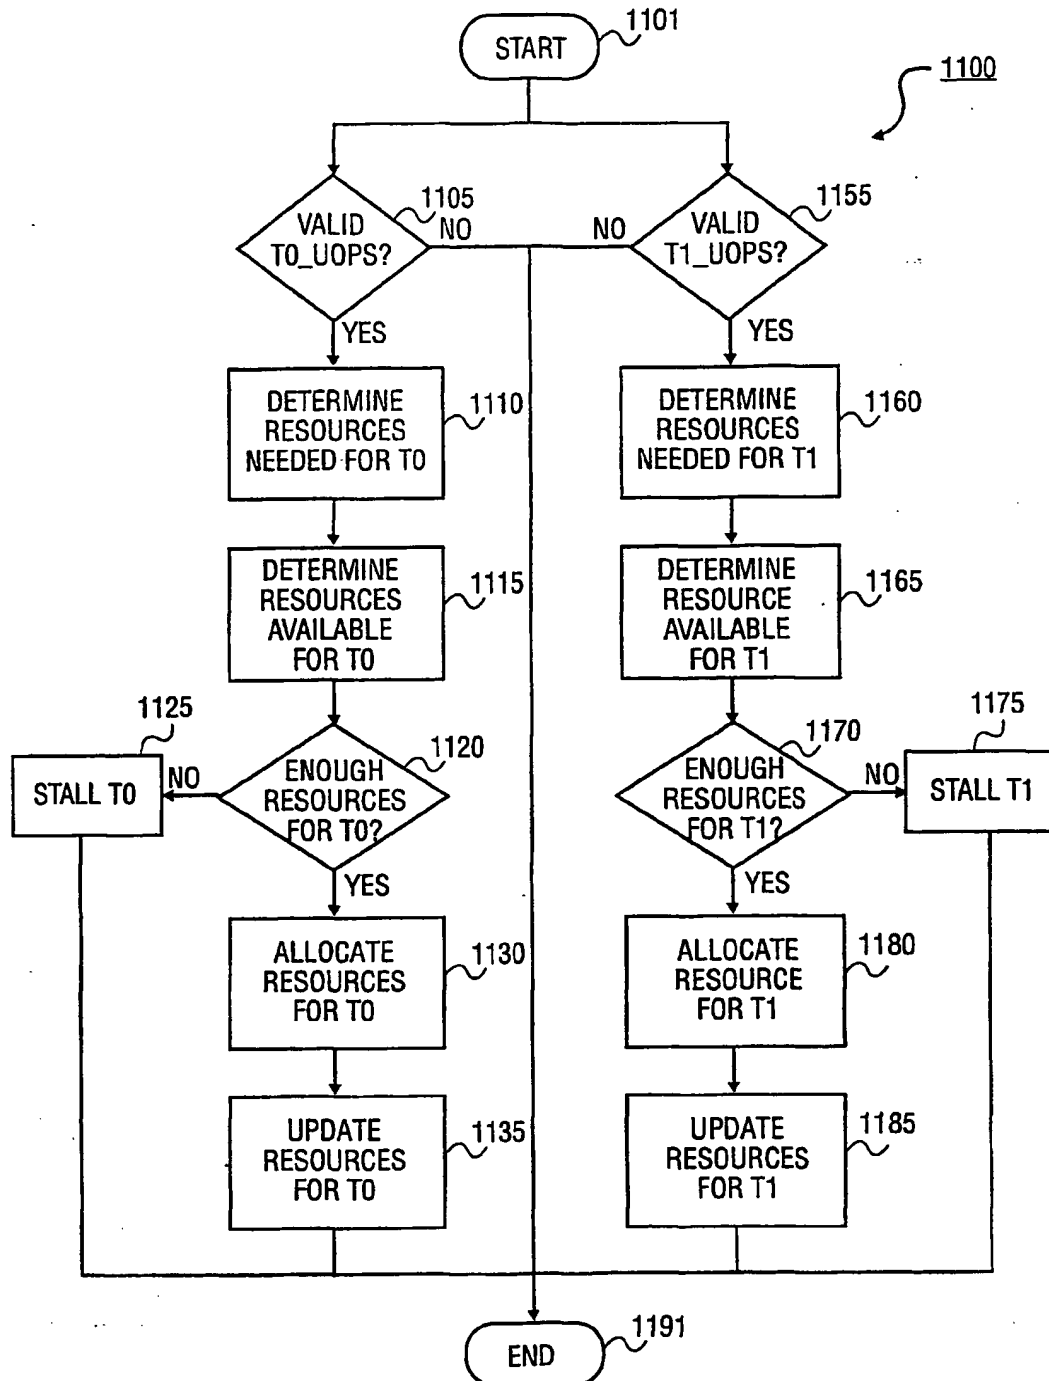 START
1101
1100
VALID
T0_UOPS?
1105
NO
NO
VALID
T1_UOPS?
1155
YES
YES
DETERMINE
RESOURCES
NEEDED FOR T0
1110
DETERMINE
RESOURCES
NEEDED FOR T1
1160
DETERMINE
RESOURCES
AVAILABLE
FOR T0
1115
DETERMINE
RESOURCE
AVAILABLE
FOR T1
1165
1125
STALL T0
NO
ENOUGH
RESOURCES
FOR T0?
1120
ENOUGH
RESOURCES
FOR T1?
1170
NO
1175
STALL T1
YES
YES
ALLOCATE
RESOURCES
FOR T0
1130
ALLOCATE
RESOURCE
FOR T1
1180
UPDATE
RESOURCES
FOR T0
1135
UPDATE
RESOURCES
FOR T1
1185
END
1191